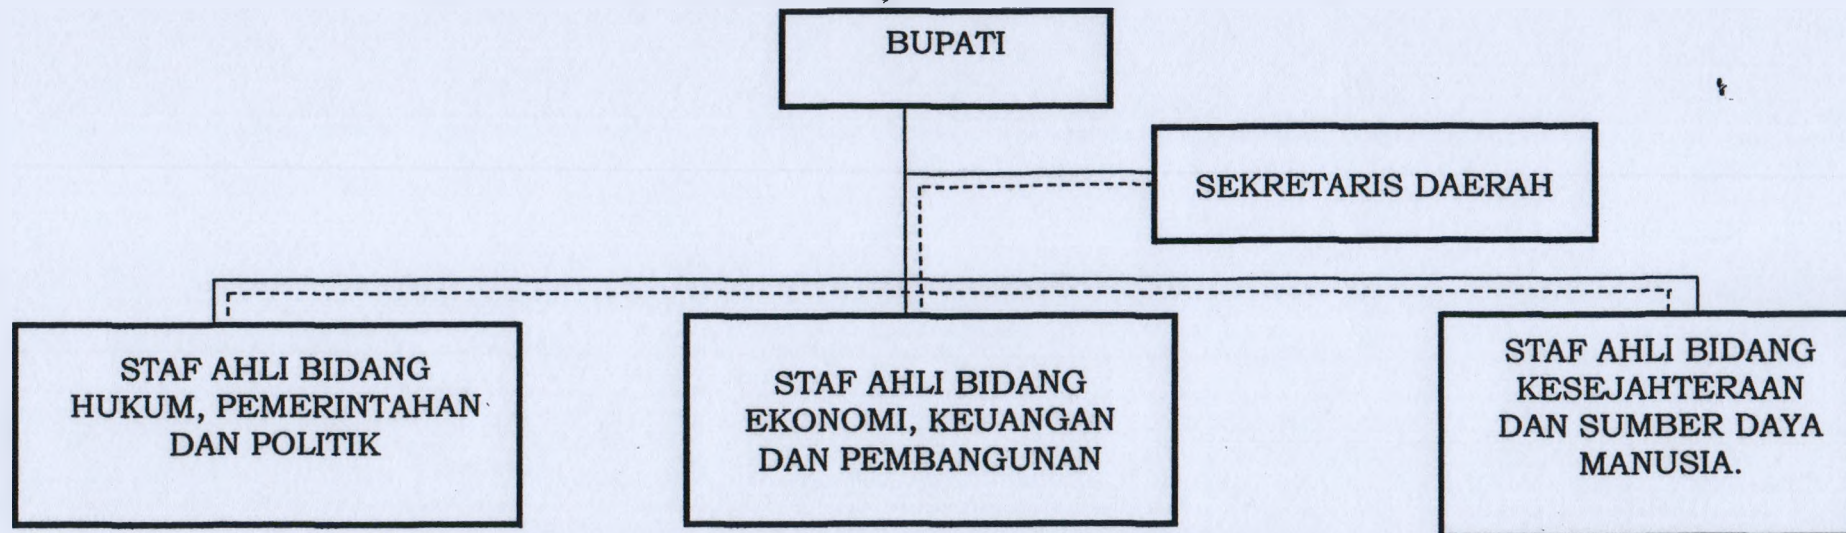 BUPATI
SEKRETARIS DAERAH
STAF AHLI BIDANG
HUKUM, PEMERINTAHAN
DAN POLITIK
STAF AHLI BIDANG
EKONOMI, KEUANGAN
DAN PEMBANGUNAN
STAF AHLI BIDANG
KESEJAHTERAAN
DAN SUMBER DAYA
MANUSIA.